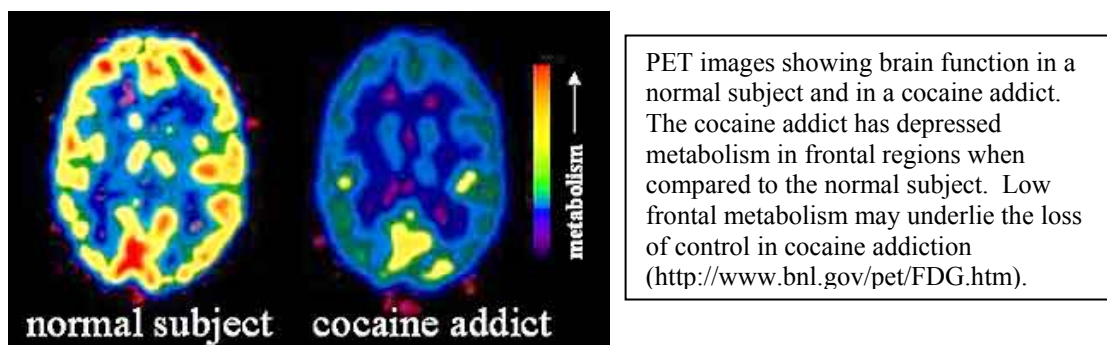 metabolism
normal subject
cocaine addict
PET images showing brain function in a
normal subject and in a cocaine addict.
The cocaine addict has depressed
metabolism in frontal regions when
compared to the normal subject.  Low
frontal metabolism may underlie the loss
of control in cocaine addiction
(http://www.bnl.gov/pet/FDG.htm).